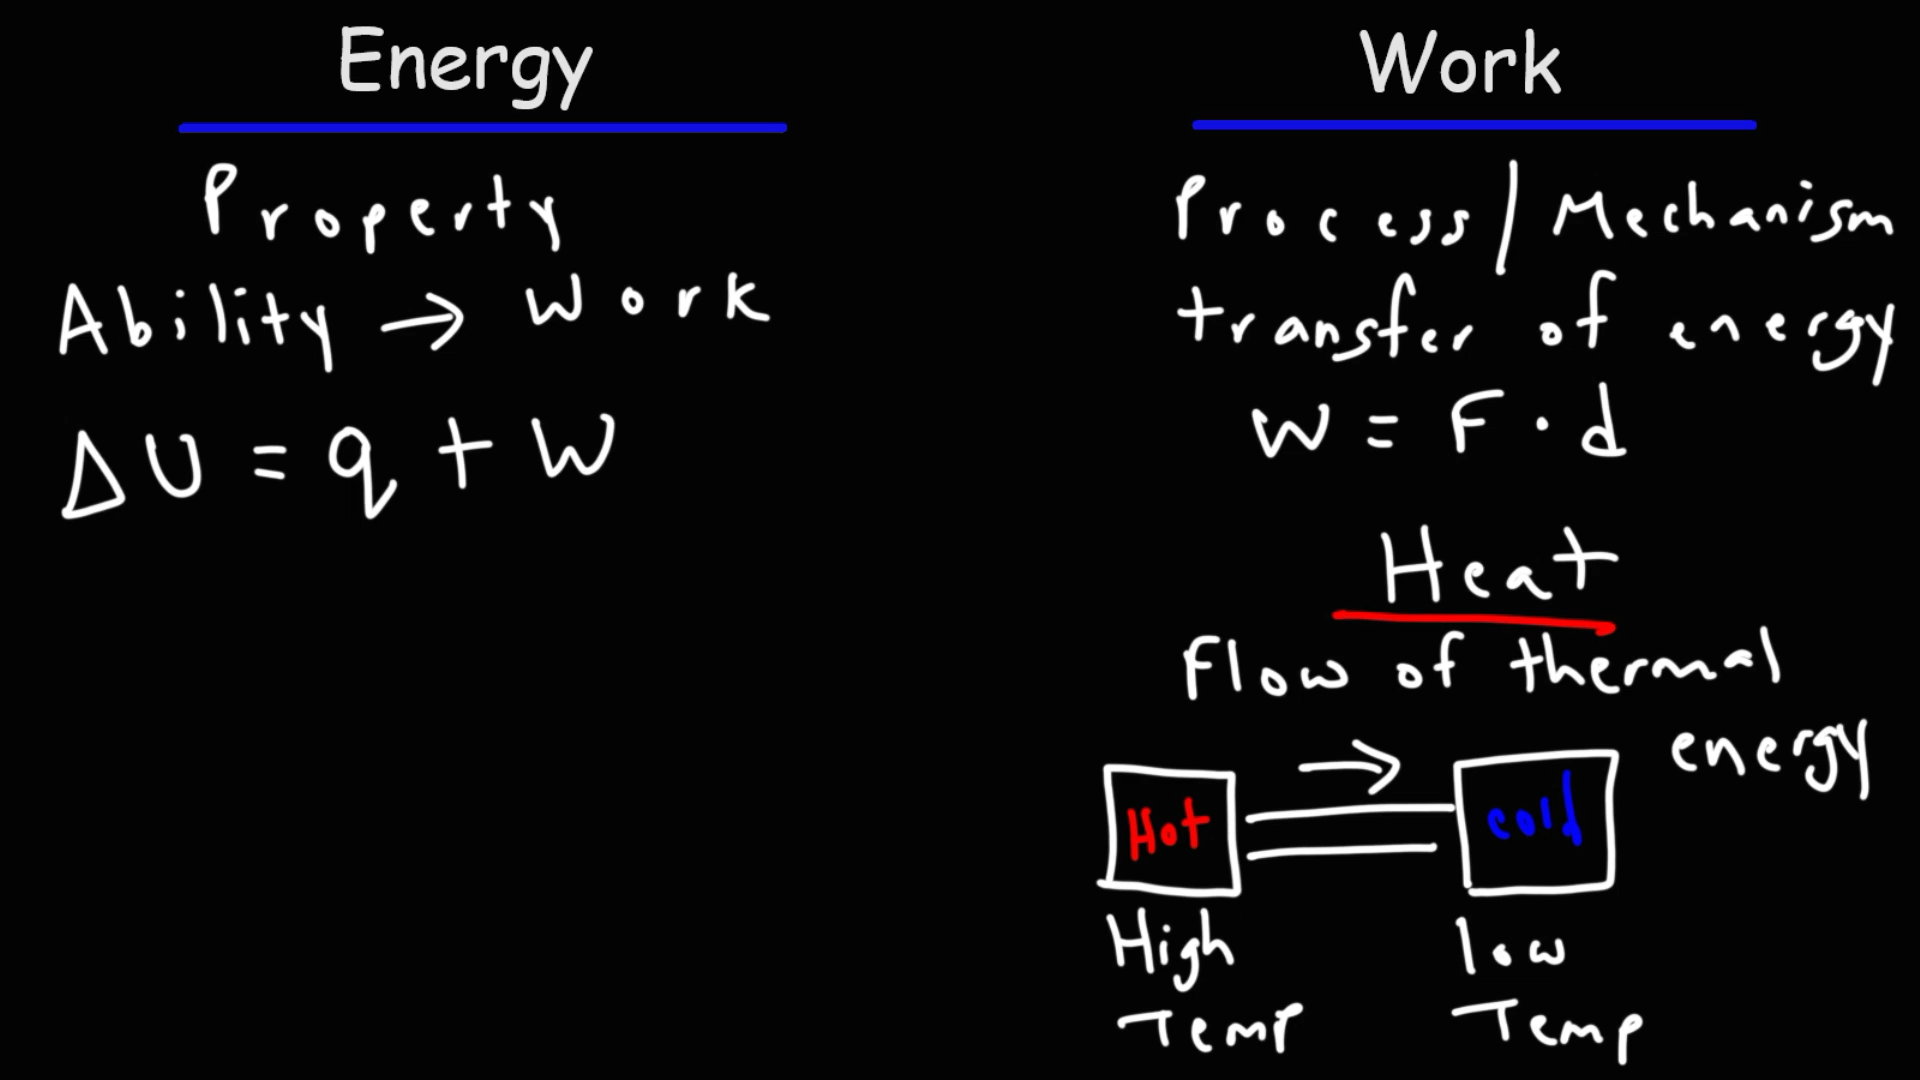 Energy
Property
Ability → Work
ΔU = q + W
Work
Process/Mechanism
transfer of energy
W = F · d
Heat
Flow of thermal
energy
Hot
cold
High
Temp
low
Temp